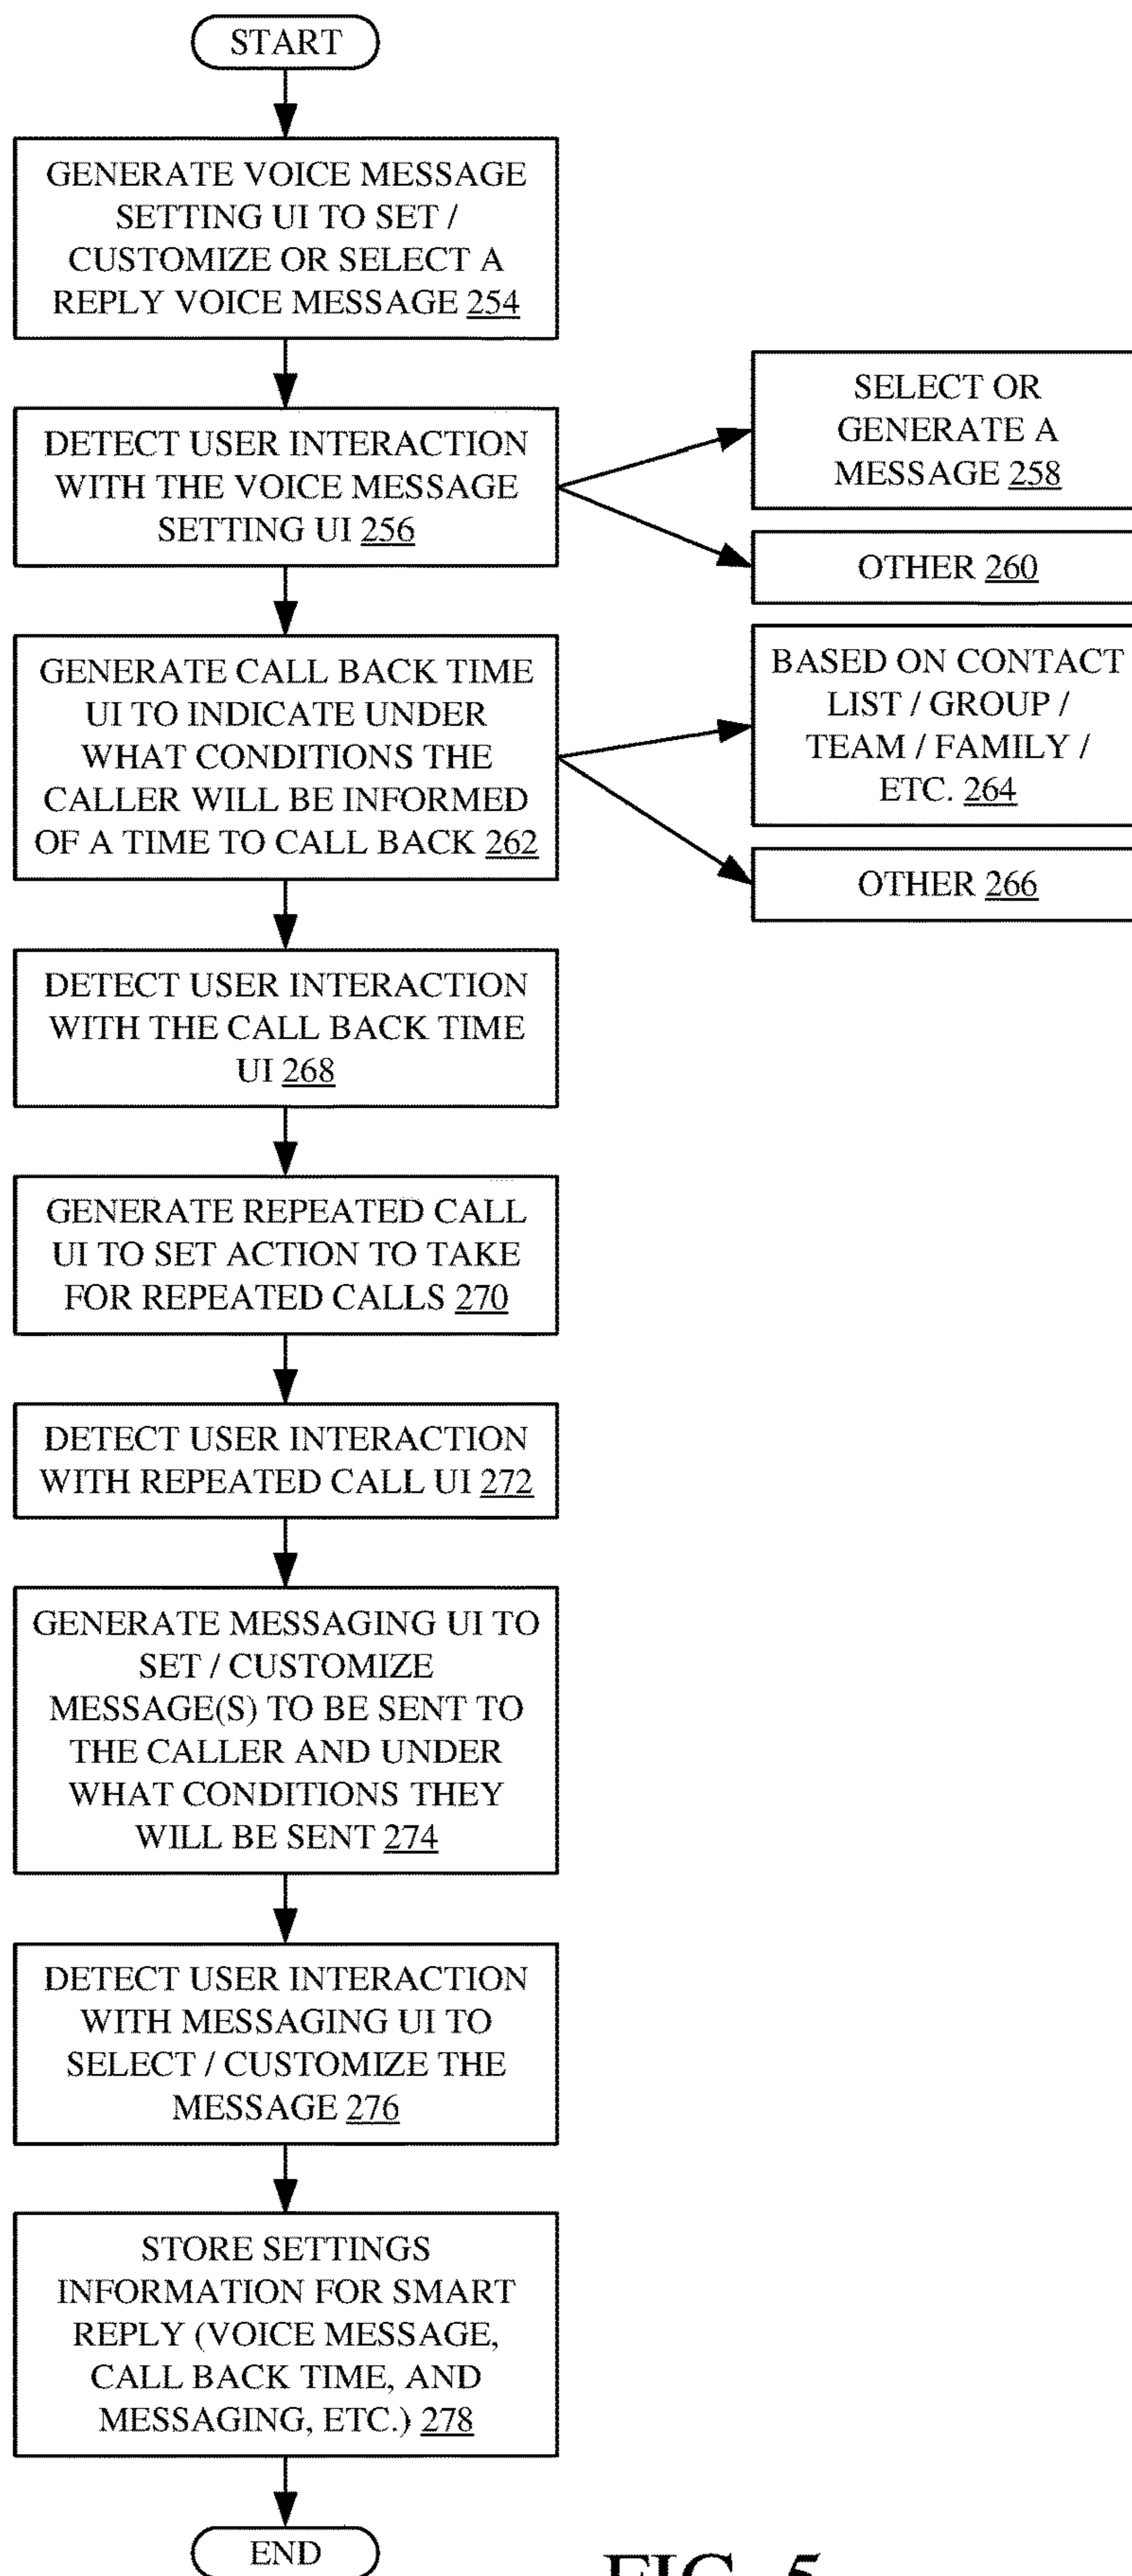 START
GENERATE VOICE MESSAGE
SETTING UI TO SET /
CUSTOMIZE OR SELECT A
REPLY VOICE MESSAGE 254
DETECT USER INTERACTION
WITH THE VOICE MESSAGE
SETTING UI 256
SELECT OR
GENERATE A
MESSAGE 258
OTHER 260
GENERATE CALL BACK TIME
UI TO INDICATE UNDER
WHAT CONDITIONS THE
CALLER WILL BE INFORMED
OF A TIME TO CALL BACK 262
BASED ON CONTACT
LIST / GROUP /
TEAM / FAMILY /
ETC. 264
OTHER 266
DETECT USER INTERACTION
WITH THE CALL BACK TIME
UI 268
GENERATE REPEATED CALL
UI TO SET ACTION TO TAKE
FOR REPEATED CALLS 270
DETECT USER INTERACTION
WITH REPEATED CALL UI 272
GENERATE MESSAGING UI TO
SET / CUSTOMIZE
MESSAGE(S) TO BE SENT TO
THE CALLER AND UNDER
WHAT CONDITIONS THEY
WILL BE SENT 274
DETECT USER INTERACTION
WITH MESSAGING UI TO
SELECT / CUSTOMIZE THE
MESSAGE 276
STORE SETTINGS
INFORMATION FOR SMART
REPLY (VOICE MESSAGE,
CALL BACK TIME, AND
MESSAGING, ETC.) 278
END
FIG. 5